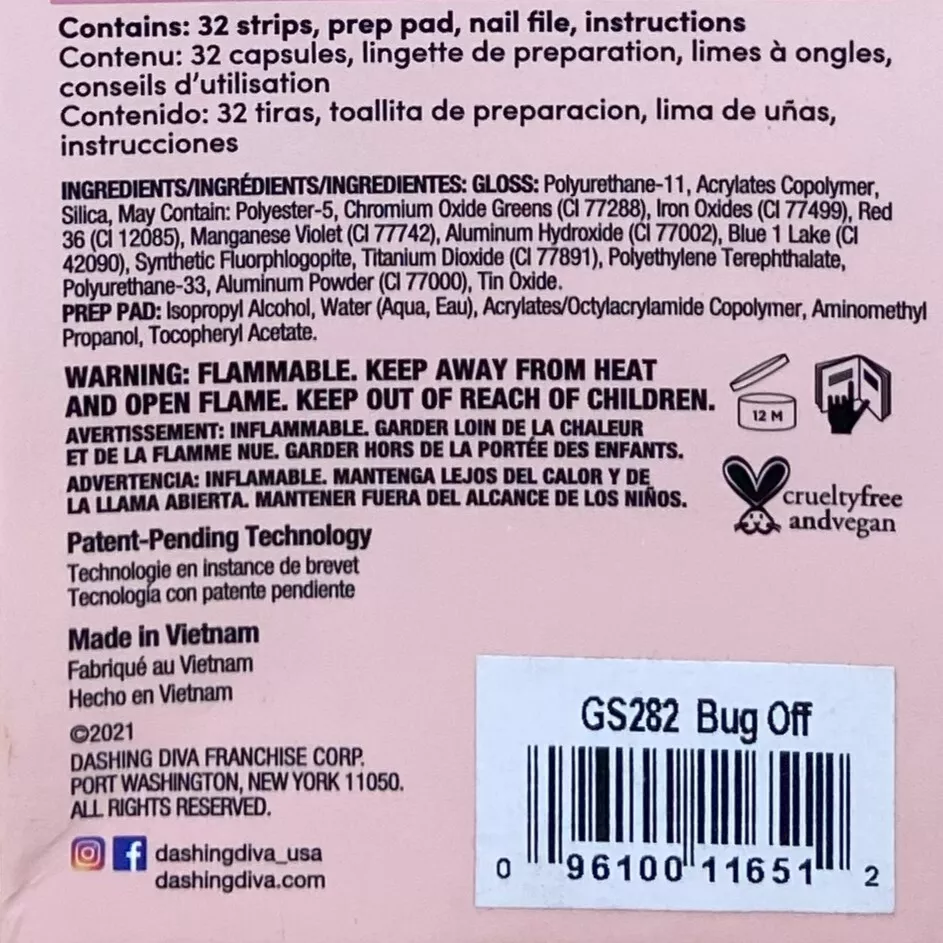 Contains: 32 strips, prep pad, nail file, instructions
Contenu: 32 capsules, lingette de preparation, limes à ongles,
conseils d'utilisation
Contenido: 32 tiras, toallita de preparacion, lima de uñas,
instrucciones
INGREDIENTS/INGRÉDIENTS/INGREDIENTES: GLOSS: Polyurethane-11, Acrylates Copolymer,
Silica, May Contain: Polyester-5, Chromium Oxide Greens (CI 77288), Iron Oxides (CI 77499), Red
36 (CI 12085), Manganese Violet (CI 77742), Aluminum Hydroxide (CI 77002), Blue 1 Lake (CI
42090), Synthetic Fluorphlogopite, Titanium Dioxide (CI 77891), Polyethylene Terephthalate,
Polyurethane-33, Aluminum Powder (CI 77000), Tin Oxide.
PREP PAD: Isopropyl Alcohol, Water (Aqua, Eau), Acrylates/Octylacrylamide Copolymer, Aminomethyl
Propanol, Tocopheryl Acetate.
WARNING: FLAMMABLE. KEEP AWAY FROM HEAT
AND OPEN FLAME. KEEP OUT OF REACH OF CHILDREN.
AVERTISSEMENT: INFLAMMABLE. GARDER LOIN DE LA CHALEUR
ET DE LA FLAMME NUE. GARDER HORS DE LA PORTÉE DES ENFANTS.
ADVERTENCIA: INFLAMABLE. MANTENGA LEJOS DEL CALOR Y DE
LA LLAMA ABIERTA. MANTENER FUERA DEL ALCANCE DE LOS NIÑOS.
12 M
crueltyfree
andvegan
Patent-Pending Technology
Technologie en instance de brevet
Tecnología con patente pendiente
Made in Vietnam
Fabriqué au Vietnam
Hecho en Vietnam
©2021
DASHING DIVA FRANCHISE CORP.
PORT WASHINGTON, NEW YORK 11050.
ALL RIGHTS RESERVED.
dashingdiva_usa
dashingdiva.com
GS282 Bug Off
0 96100 11651 2